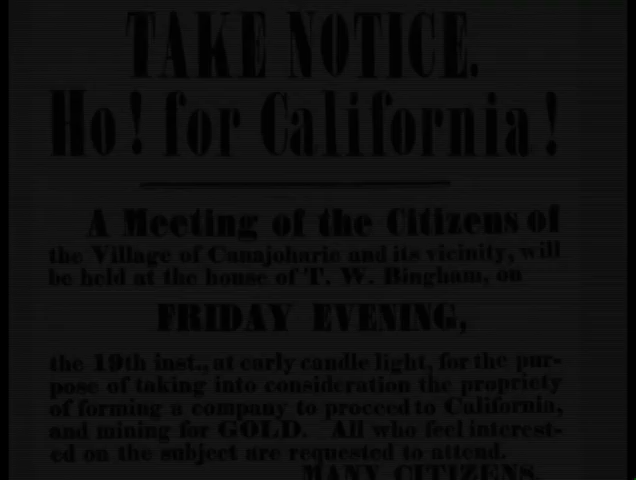 TAKE NOTICE.
Ho! for California!
A Meeting of the Citizens of
the Village of Canajoharie and its vicinity, will
be held at the house of T. W. Bingham, on
FRIDAY EVENING,
the 19th inst., at early candle light, for the pur-
pose of taking into consideration the propriety
of forming a company to proceed to California,
and mining for GOLD. All who feel interest-
ed on the subject are requested to attend.
MANY CITIZENS.